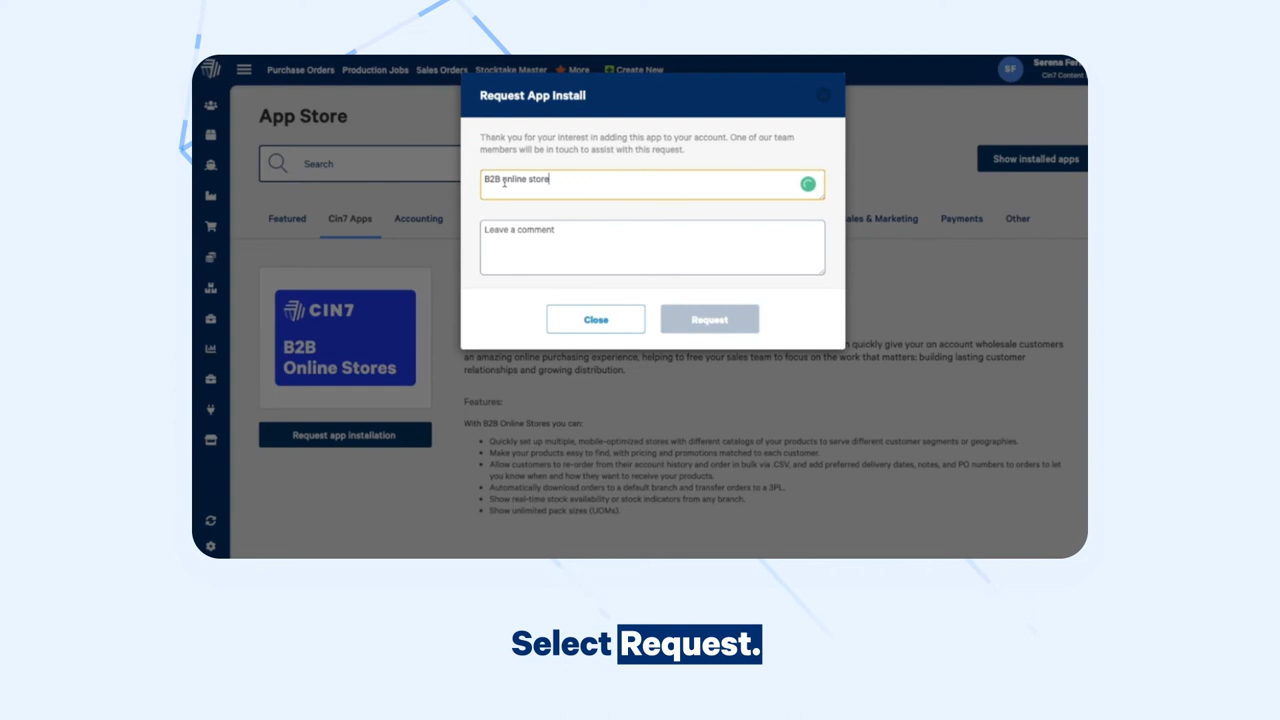 Purchase Orders Production Jobs Sales Orders Stocktake Master More Create New
SF
Cin7 Content
App Store
Search
Show installed apps
Featured Cin7 Apps Accounting ales & Marketing Payments Other
Request App Install
Thank you for your interest in adding this app to your account. One of our team
members will be in touch to assist with this request.
B2B online store
Leave a comment
Close Request
CIN7
B2B
Online Stores
Request app installation
quickly give your on account wholesale customers
an amazing online purchasing experience, helping to free your sales team to focus on the work that matters: building lasting customer
relationships and growing distribution.
Features:
With B2B Online Stores you can:
Quickly set up multiple, mobile-optimized stores with different catalogs of your products to serve different customer segments or geographies.
Make your products easy to find, with pricing and promotions matched to each customer.
Allow customers to re-order from their account history and order in bulk via .CSV, and add preferred delivery dates, notes, and PO numbers to orders to let
you know when and how they want to receive your products.
Automatically download orders to a default branch and transfer orders to a 3PL.
Show real-time stock availability or stock indicators from any branch.
Show unlimited pack sizes (UOMs).
Select Request.